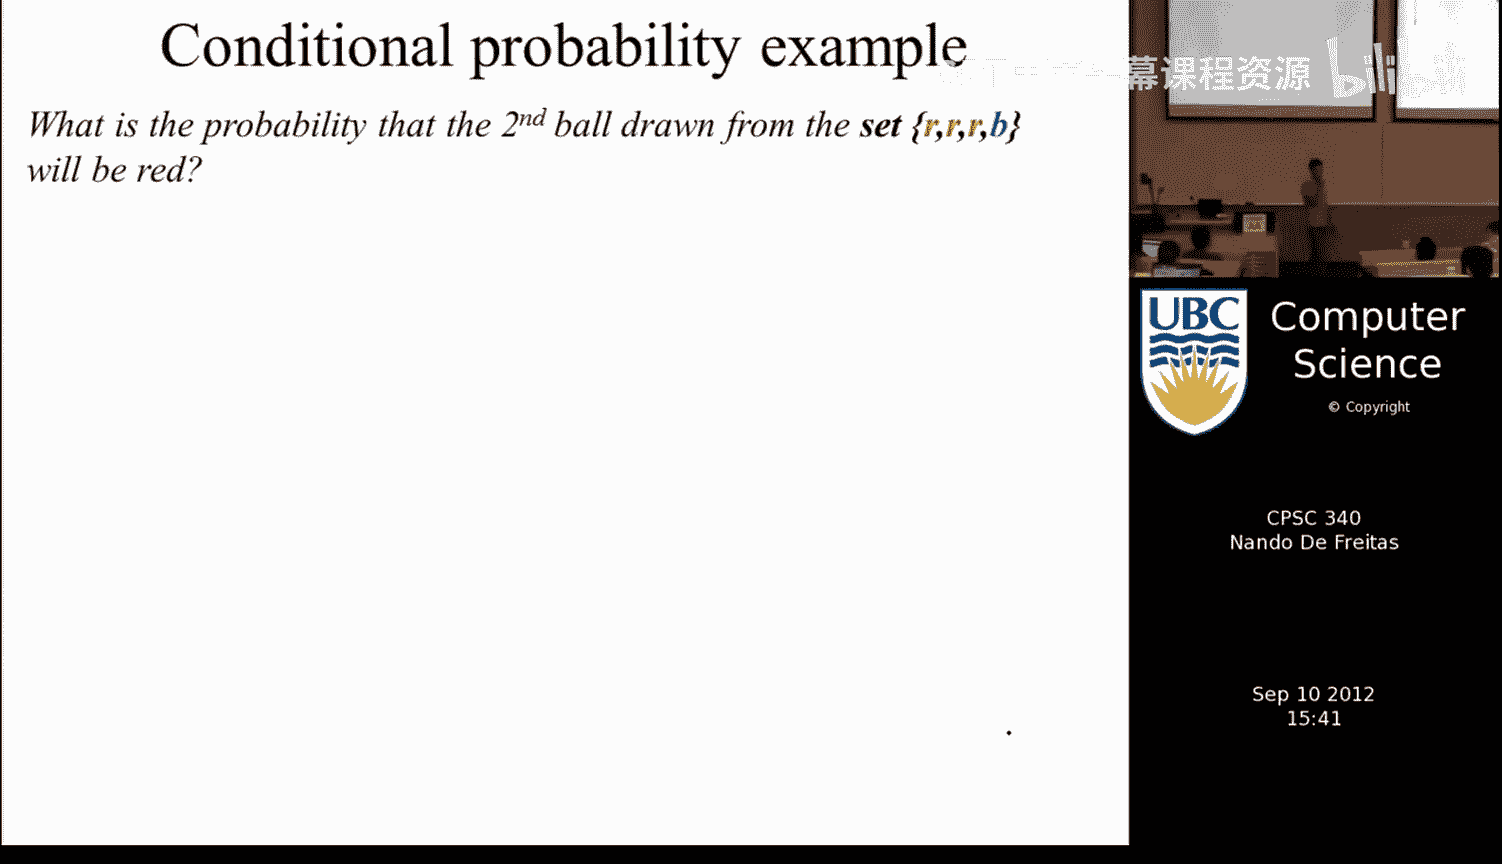 Conditional probability example
What is the probability that the 2nd ball drawn from the set {r,r,r,b}
will be red?
幕课程资源 bilibili
UBC
Computer
Science
© Copyright
CPSC 340
Nando De Freitas
Sep 10 2012
15:41